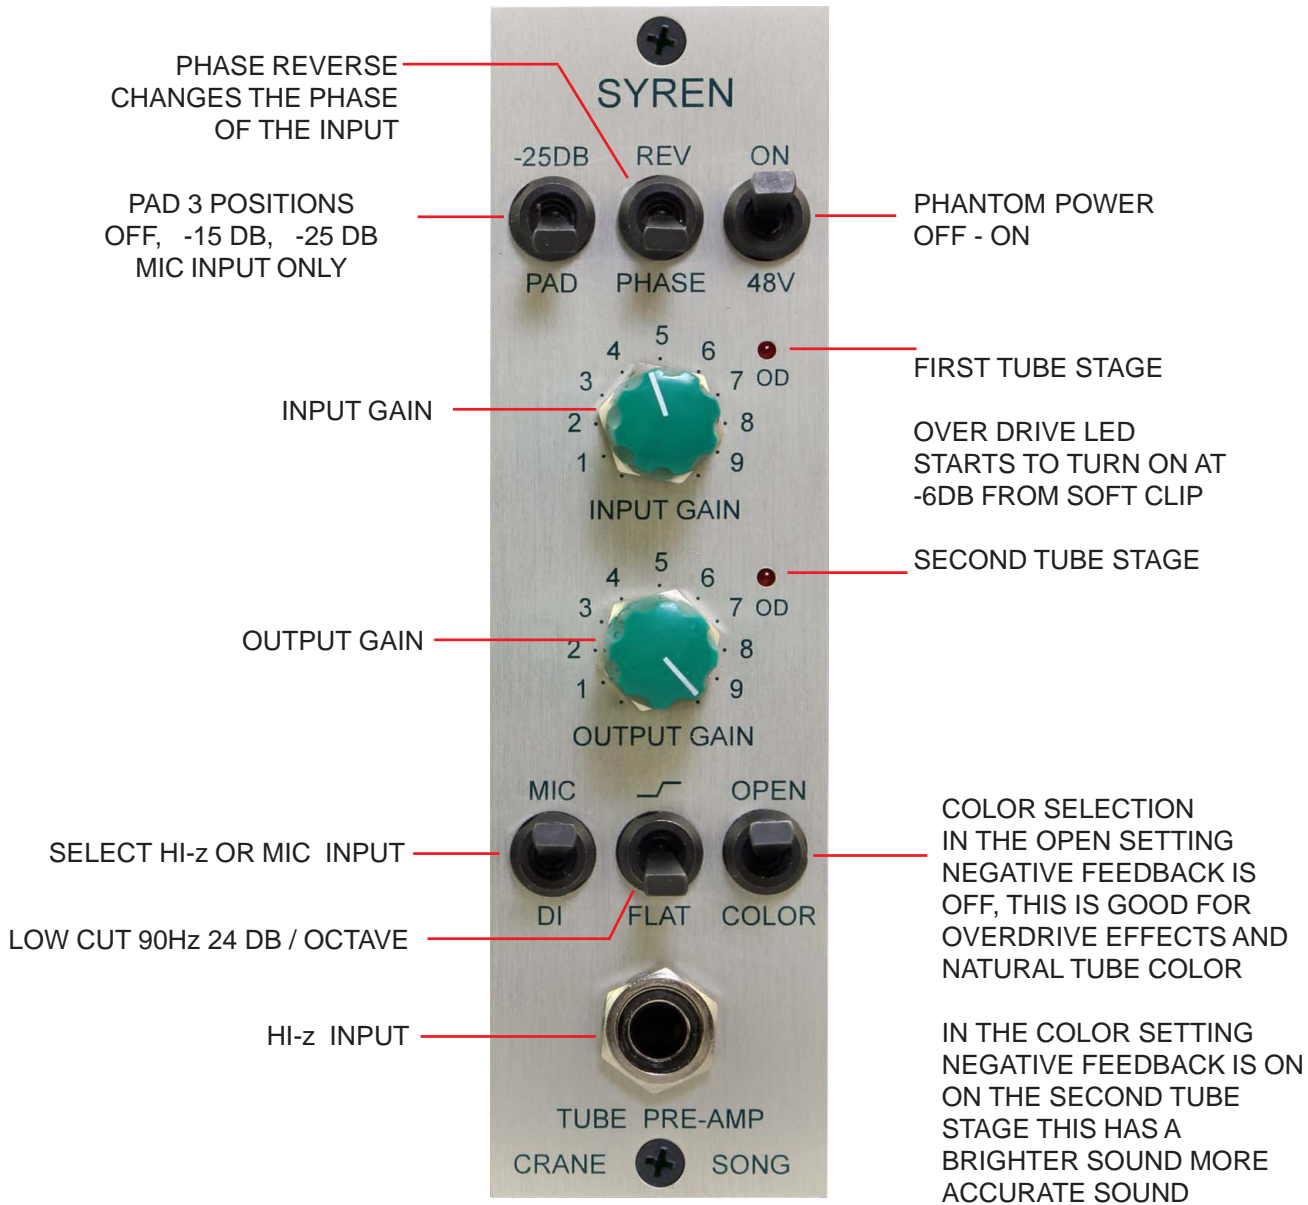 PHASE REVERSE
CHANGES THE PHASE
OF THE INPUT
PAD 3 POSITIONS
OFF, -15 DB, -25 DB
MIC INPUT ONLY
INPUT GAIN
OUTPUT GAIN
SELECT HI-z OR MIC INPUT
LOW CUT 90Hz 24 DB / OCTAVE
HI-z INPUT
SYREN
-25DB REV ON
PAD PHASE 48V
5
4 6
3 7 OD
2 8
1 9
INPUT GAIN
5
4 6
3 7 OD
2 8
1 9
OUTPUT GAIN
MIC OPEN
DI FLAT COLOR
TUBE PRE-AMP
CRANE SONG
PHANTOM POWER
OFF - ON
FIRST TUBE STAGE
OVER DRIVE LED
STARTS TO TURN ON AT
-6DB FROM SOFT CLIP
SECOND TUBE STAGE
COLOR SELECTION
IN THE OPEN SETTING
NEGATIVE FEEDBACK IS
OFF, THIS IS GOOD FOR
OVERDRIVE EFFECTS AND
NATURAL TUBE COLOR
IN THE COLOR SETTING
NEGATIVE FEEDBACK IS ON
ON THE SECOND TUBE
STAGE THIS HAS A
BRIGHTER SOUND MORE
ACCURATE SOUND